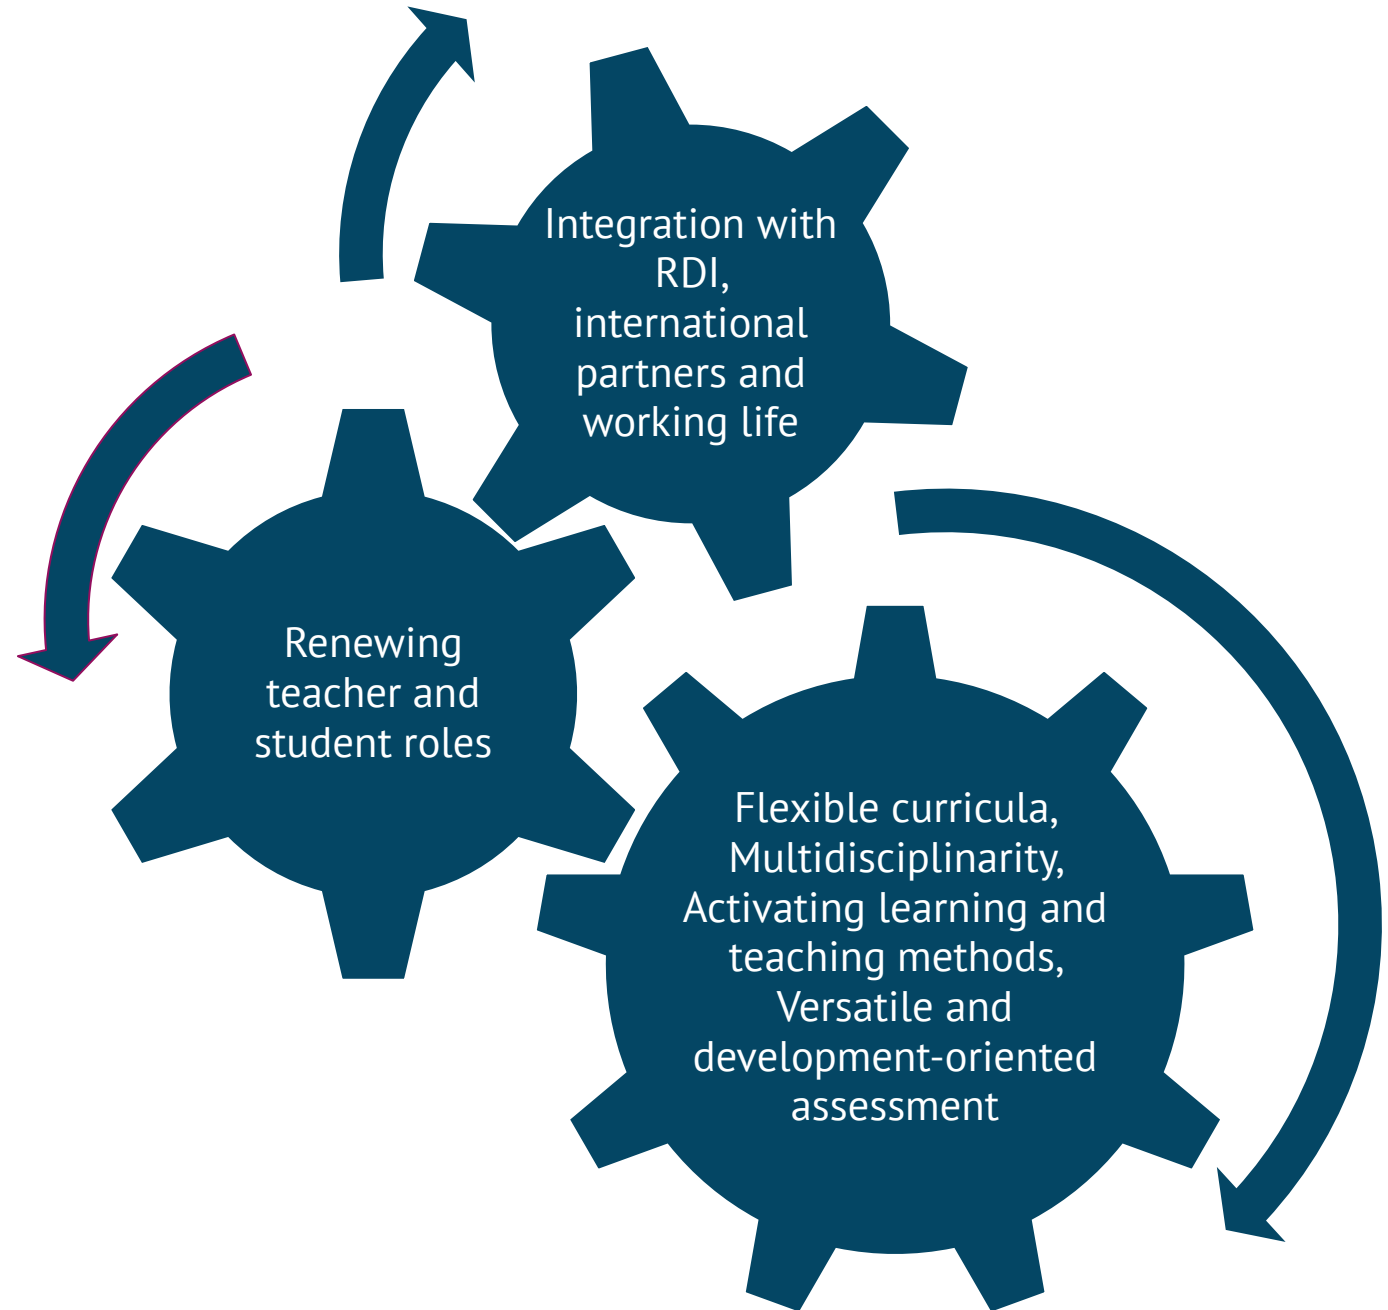 Integration with
RDI,
international
partners and
working life
Renewing
teacher and
student roles
Flexible curricula,
Multidisciplinarity,
Activating learning and
teaching methods,
Versatile and
development-oriented
assessment